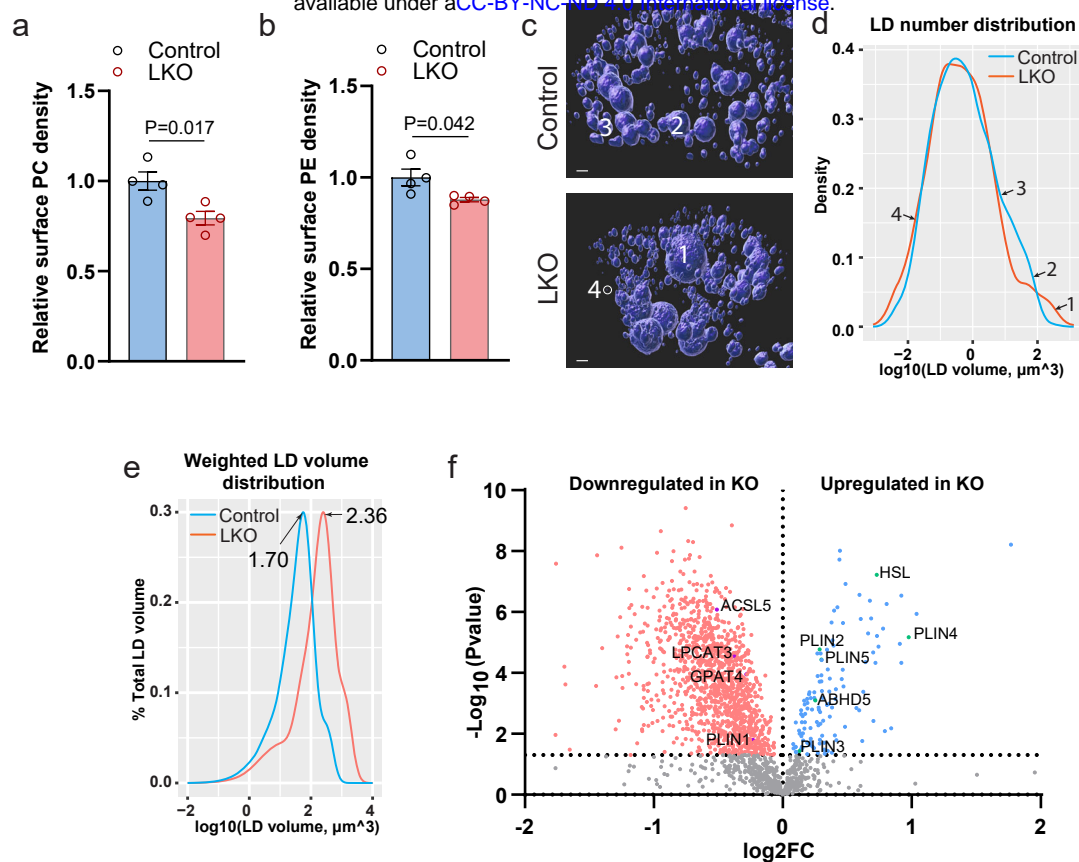 available under aCC-BY-NC-ND 4.0 International license.
a
Control
LKO
Relative surface PC density
1.5
1.0
0.5
0.0
P=0.017
b
Control
LKO
Relative surface PE density
1.5
1.0
0.5
0.0
P=0.042
c
Control
3
2
LKO
1
4
d
LD number distribution
Control
LKO
Density
0.4
0.3
0.2
0.1
0.0
4
3
2
1
−2
0
2
log10(LD volume, μm^3)
e
Weighted LD volume
distribution
Control
LKO
% Total LD volume
0.3
0.2
0.1
0.0
2.36
1.70
−2
0
2
4
log10(LD volume, μm^3)
f
Downregulated in KO
Upregulated in KO
-Log10 (Pvalue)
10
8
6
4
2
0
HSL
ACSL5
PLIN4
PLIN2
LPCAT3
PLIN5
GPAT4
ABHD5
PLIN1
PLIN3
-2
-1
0
1
2
log2FC